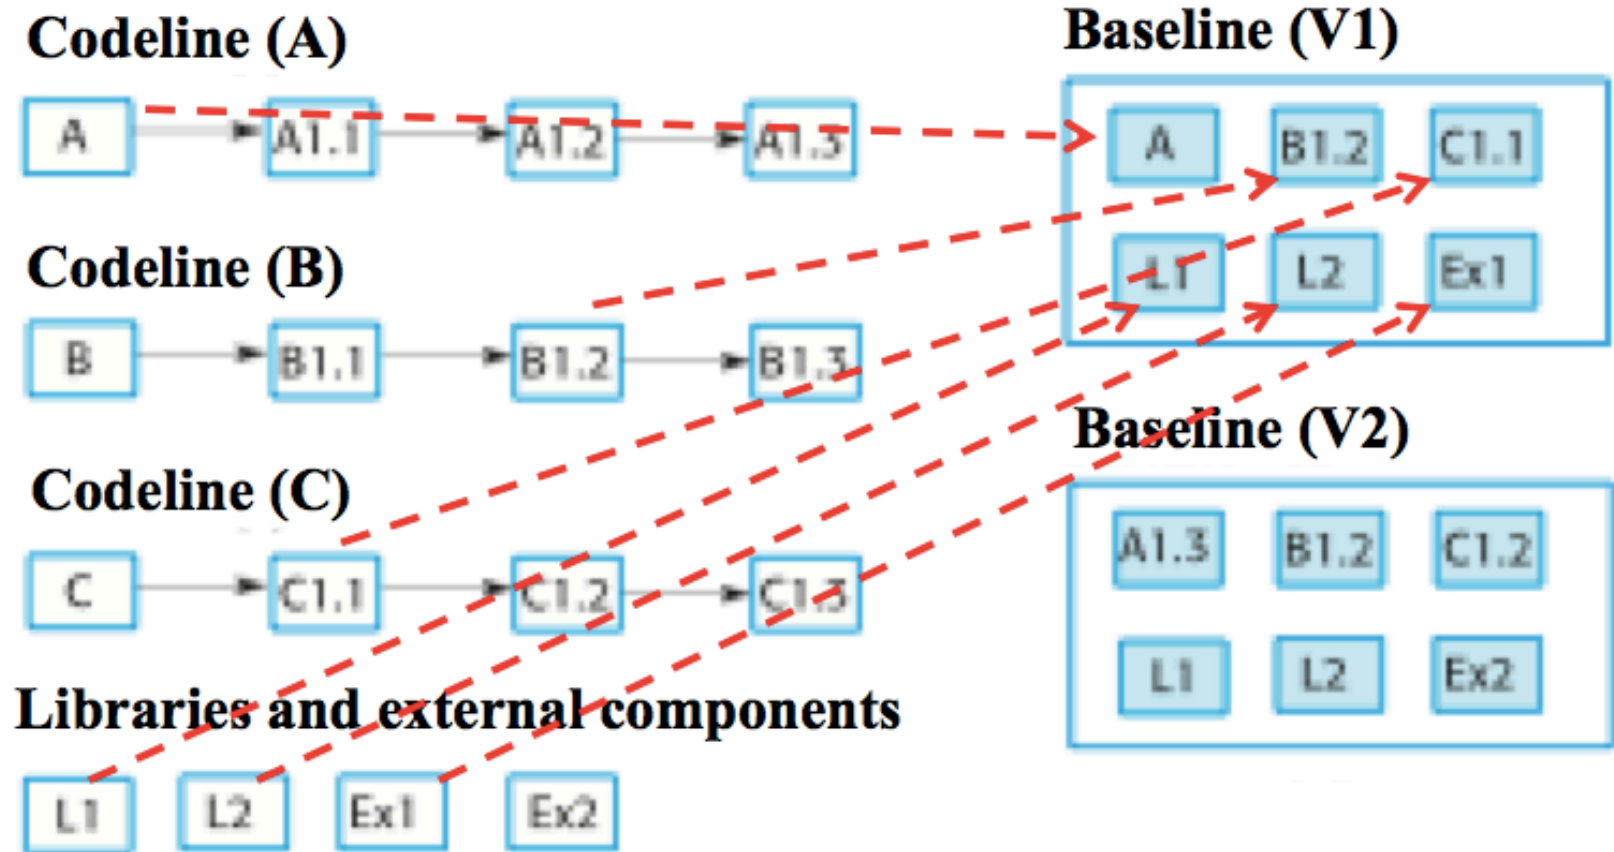 Codeline (A)
A A1.1 A1.2 A1.3
Codeline (B)
B B1.1 B1.2 B1.3
Codeline (C)
C C1.1 C1.2 C1.3
Libraries and external components
L1 L2 Ex1 Ex2
Baseline (V1)
A B1.2 C1.1
L1 L2 Ex1
Baseline (V2)
A1.3 B1.2 C1.2
L1 L2 Ex2